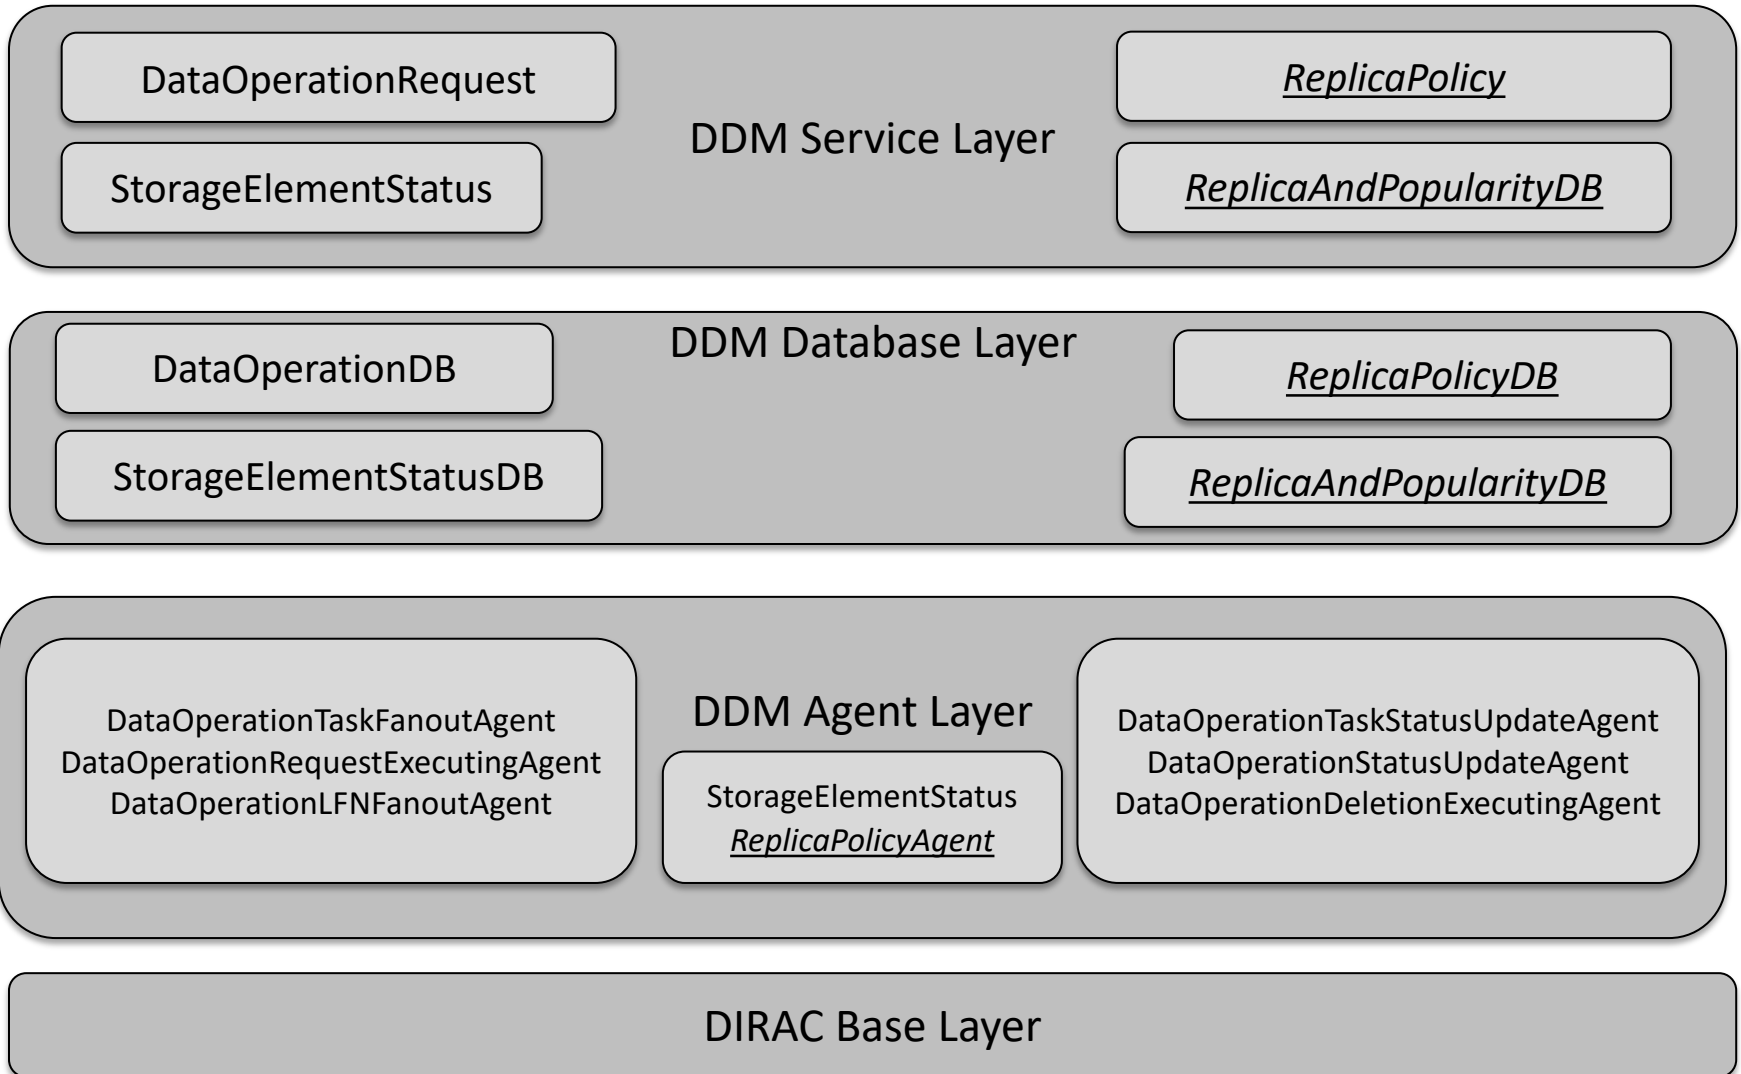 DataOperationRequest
StorageElementStatus
DDM Service Layer
ReplicaPolicy
ReplicaAndPopularityDB
DDM Database Layer
DataOperationDB
StorageElementStatusDB
ReplicaPolicyDB
ReplicaAndPopularityDB
DataOperationTaskFanoutAgent
DataOperationRequestExecutingAgent
DataOperationLFNFanoutAgent
DDM Agent Layer
StorageElementStatus
ReplicaPolicyAgent
DataOperationTaskStatusUpdateAgent
DataOperationStatusUpdateAgent
DataOperationDeletionExecutingAgent
DIRAC Base Layer